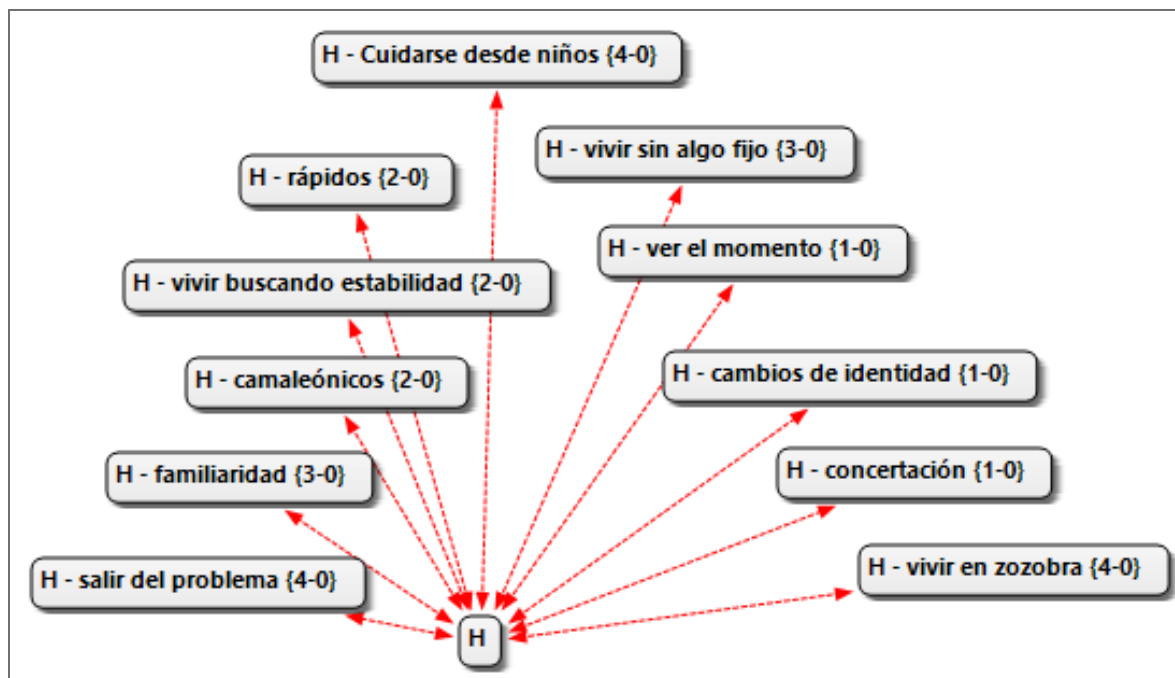 H - Cuidarse desde niños {4-0}
H - vivir sin algo fijo {3-0}
H - rápidos {2-0}
H - ver el momento {1-0}
H - vivir buscando estabilidad {2-0}
H - cambios de identidad {1-0}
H - camaleónicos {2-0}
H - familiaridad {3-0}
H - concertación {1-0}
H - vivir en zozobra {4-0}
H - salir del problema {4-0}
H